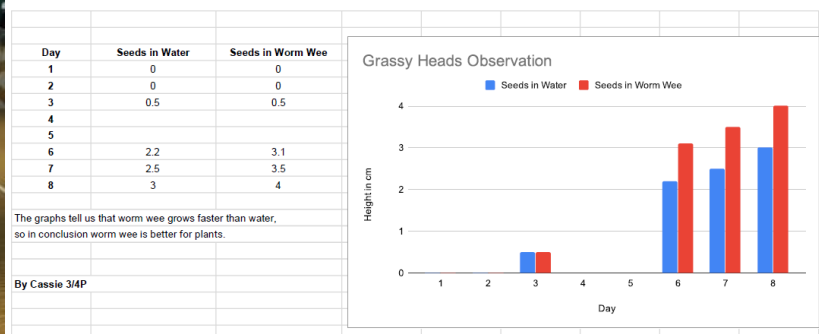 Day Seeds in Water Seeds in Worm Wee
1 0 0
2 0 0
3 0.5 0.5
4
5
6 2.2 3.1
7 2.5 3.5
8 3 4
The graphs tell us that worm wee grows faster than water,
so in conclusion worm wee is better for plants.
By Cassie 3/4P
Grassy Heads Observation
Seeds in Water Seeds in Worm Wee
Height in cm
4
3
2
1
0
1 2 3 4 5 6 7 8
Day